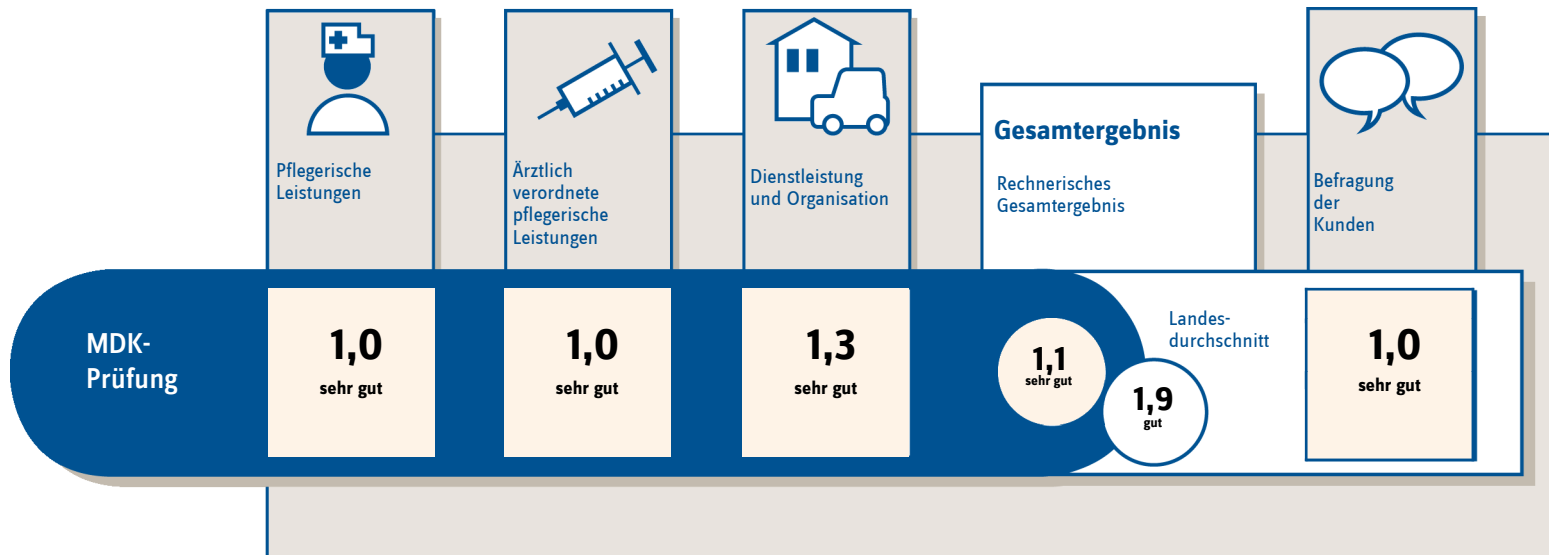 Pflegerische
Leistungen
Ärztlich
verordnete
pflegerische
Leistungen
Dienstleistung
und Organisation
Gesamtergebnis
Rechnerisches
Gesamtergebnis
Befragung
der
Kunden
MDK-
Prüfung
1,0
sehr gut
1,0
sehr gut
1,3
sehr gut
1,1
sehr gut
Landes-
durchschnitt
1,9
gut
1,0
sehr gut